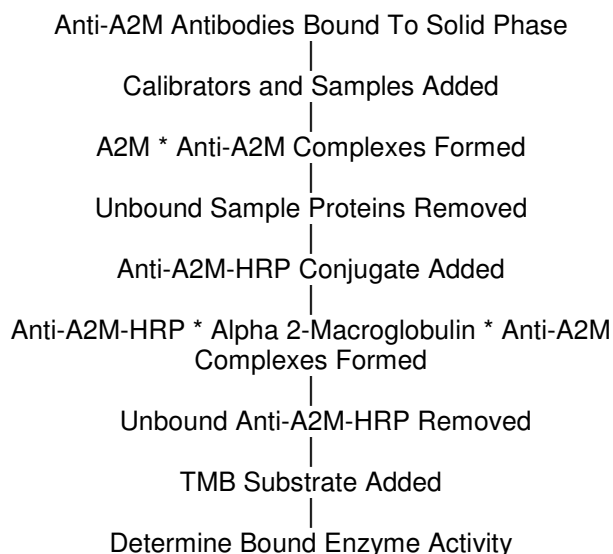 Anti-A2M Antibodies Bound To Solid Phase
Calibrators and Samples Added
A2M * Anti-A2M Complexes Formed
Unbound Sample Proteins Removed
Anti-A2M-HRP Conjugate Added
Anti-A2M-HRP * Alpha 2-Macroglobulin * Anti-A2M
Complexes Formed
Unbound Anti-A2M-HRP Removed
TMB Substrate Added
Determine Bound Enzyme Activity